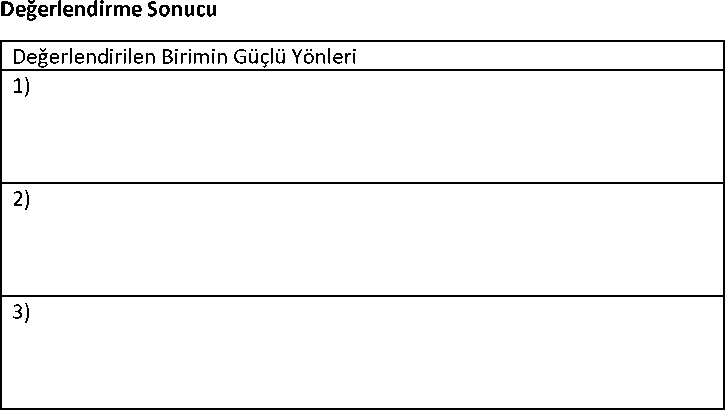 Değerlendirme Sonucu
Değerlendirilen Birimin Güçlü Yönleri
1)
2)
3)